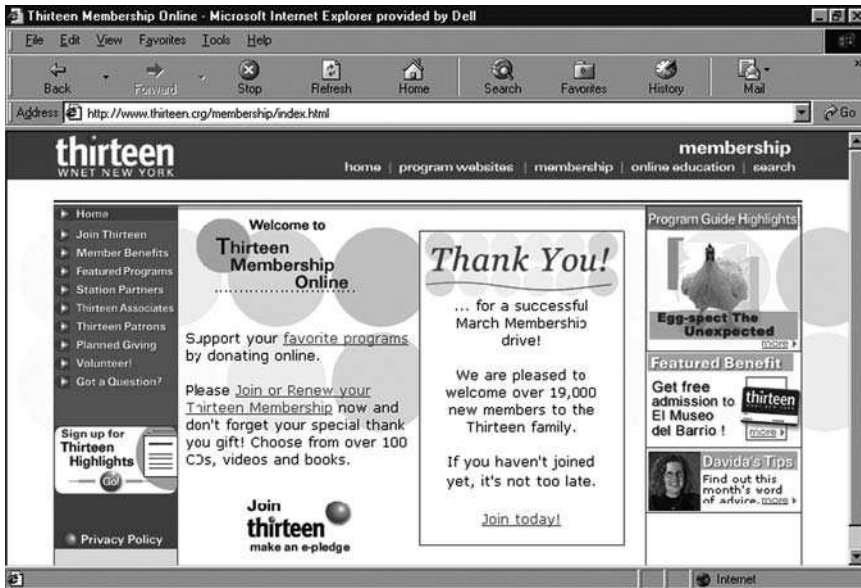 Thirteen Membership Online - Microsoft Internet Explorer provided by Dell
File Edit View Favorites Tools Help
Back Forward Stop Refresh Home Search Favorites History Mail
Address http://www.thirteen.org/membership/index.html Go
thirteen
WNET NEW YORK
membership
home | program websites | membership | online education | search
Home
Join Thirteen
Member Benefits
Featured Programs
Station Partners
Thirteen Associates
Thirteen Patrons
Planned Giving
Volunteer!
Got a Question?
Sign up for
Thirteen
Highlights
Go!
Privacy Policy
Welcome to
Thirteen
Membership
Online
Support your favorite programs
by donating online.
Please Join or Renew your
Thirteen Membership now and
don't forget your special thank
you gift! Choose from over 100
CDs, videos and books.
Join
thirteen
make an e-pledge
Thank You!
... for a successful
March Membership
drive!
We are pleased to
welcome over 19,000
new members to the
Thirteen family.
If you haven't joined
yet, it's not too late.
Join today!
Program Guide Highlights
Egg-spect The
Unexpected
more
Featured Benefit
Get free
admission to
El Museo
del Barrio !
thirteen
more
Davida's Tips
Find out this
month's word
of advice. more
Internet